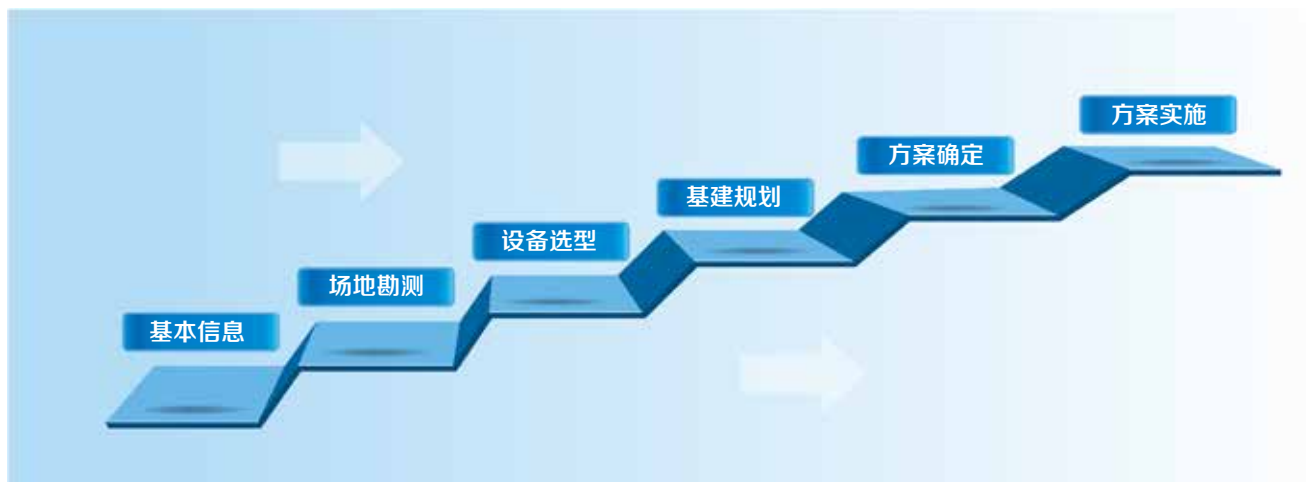 基本信息
场地勘测
设备选型
基建规划
方案确定
方案实施